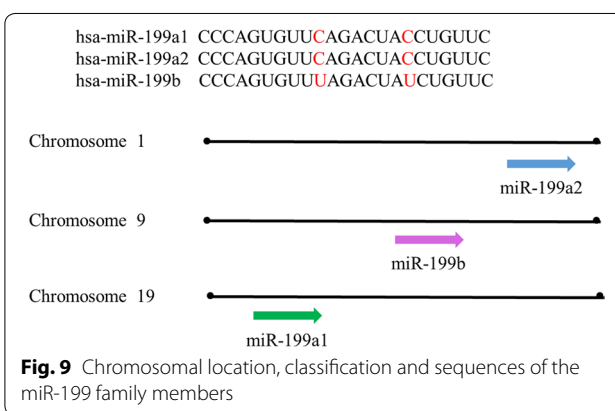 hsa-miR-199a1 CCCAGUGUUCAGACUACCUGUUC
hsa-miR-199a2 CCCAGUGUUCAGACUACCUGUUC
hsa-miR-199b CCCAGUGUUUAGACUAUCUGUUC
Chromosome 1
miR-199a2
Chromosome 9
miR-199b
Chromosome 19
miR-199a1
Fig. 9 Chromosomal location, classification and sequences of the
miR-199 family members